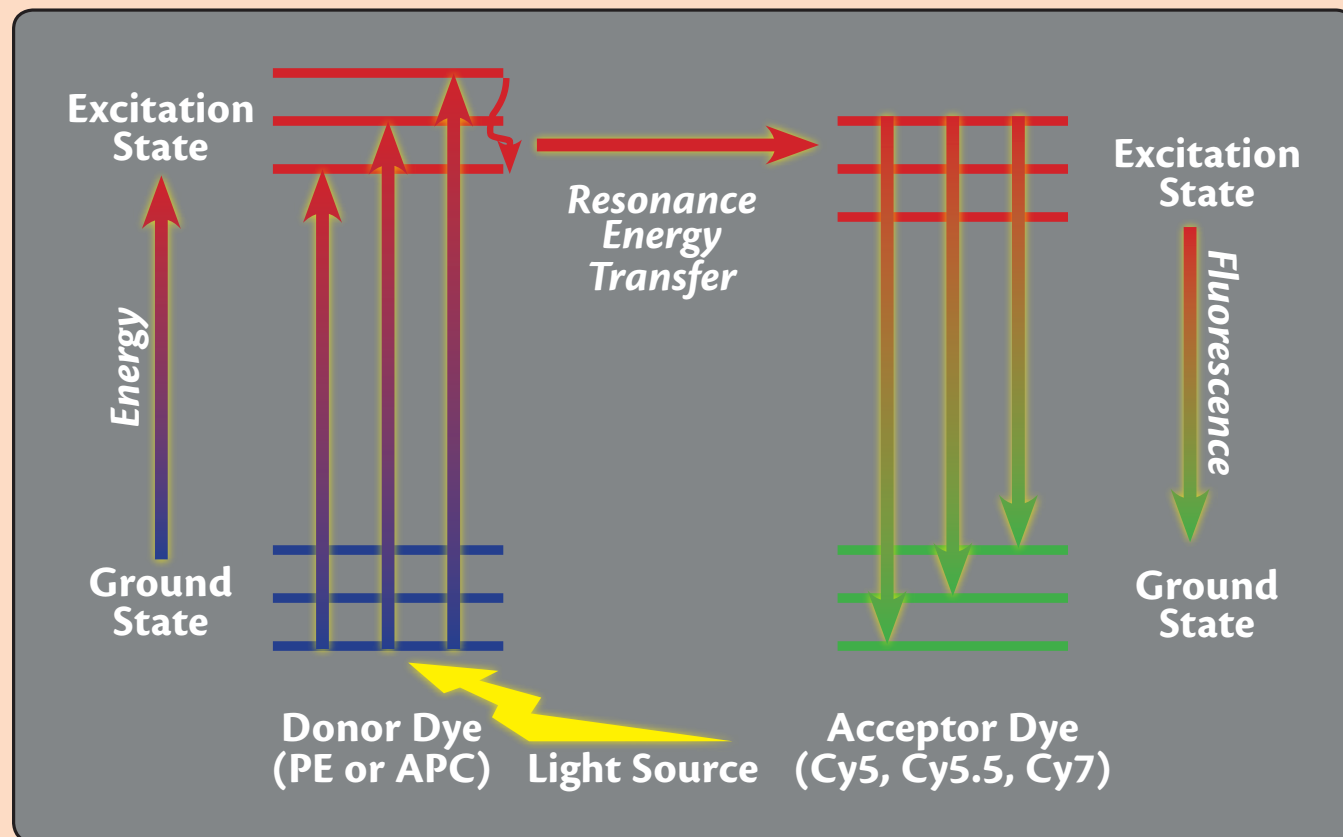 Excitation
State
Energy
Ground
State
Resonance
Energy
Transfer
Excitation
State
Fluorescence
Ground
State
Donor Dye
(PE or APC)
Light Source
Acceptor Dye
(Cy5, Cy5.5, Cy7)